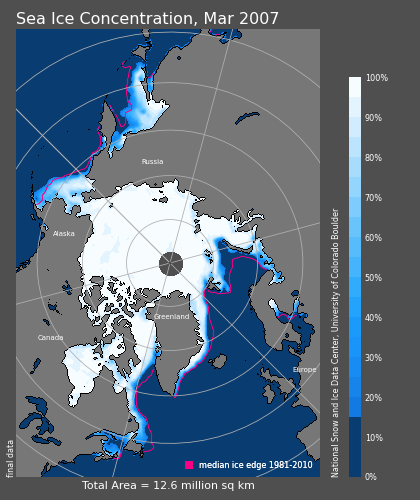 Sea Ice Concentration, Mar 2007
Russia
Alaska
Greenland
Canada
Europe
median ice edge 1981-2010
Total Area = 12.6 million sq km
final data
National Snow and Ice Data Center, University of Colorado Boulder
100%
90%
80%
70%
60%
50%
40%
30%
20%
10%
0%